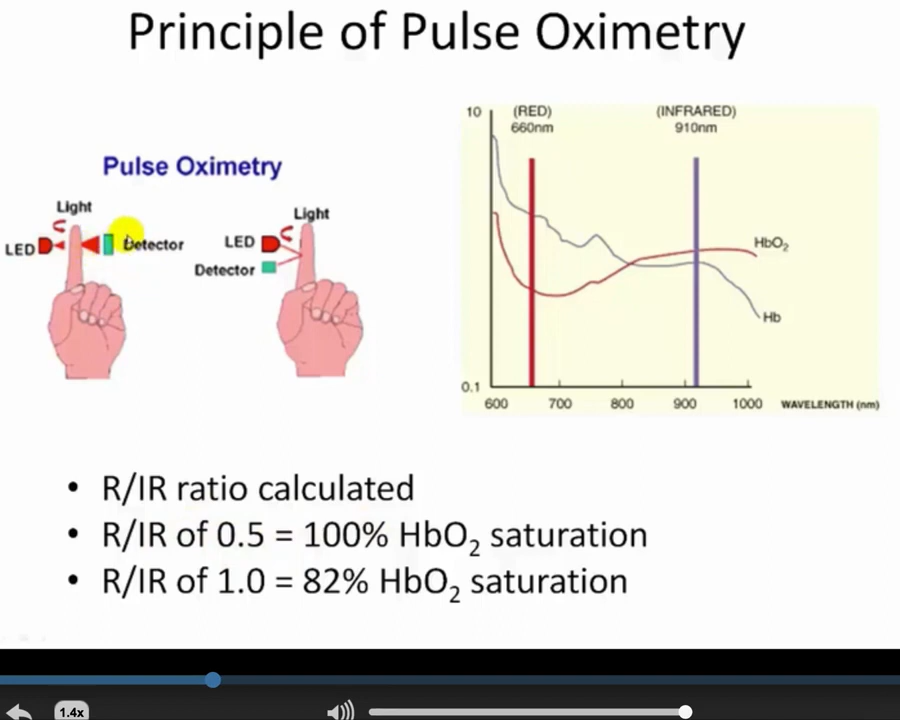 Principle of Pulse Oximetry
Pulse Oximetry
Light
LED
Detector
Light
LED
Detector
10
(RED)
660nm
(INFRARED)
910nm
HbO₂
Hb
0.1
600
700
800
900
1000
WAVELENGTH (nm)
• R/IR ratio calculated
• R/IR of 0.5 = 100% HbO₂ saturation
• R/IR of 1.0 = 82% HbO₂ saturation
1.4x